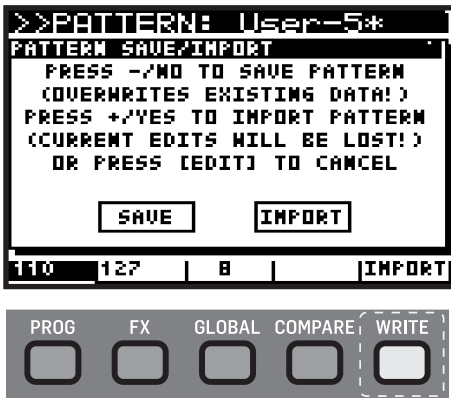 >>PATTERN: User-5*
PATTERN SAVE/IMPORT
PRESS -/NO TO SAVE PATTERN
(OVERWRITES EXISTING DATA!)
PRESS +/YES TO IMPORT PATTERN
(CURRENT EDITS WILL BE LOST!)
OR PRESS [EDIT] TO CANCEL
SAVE IMPORT
110 127 8 IMPORT
PROG FX GLOBAL COMPARE WRITE